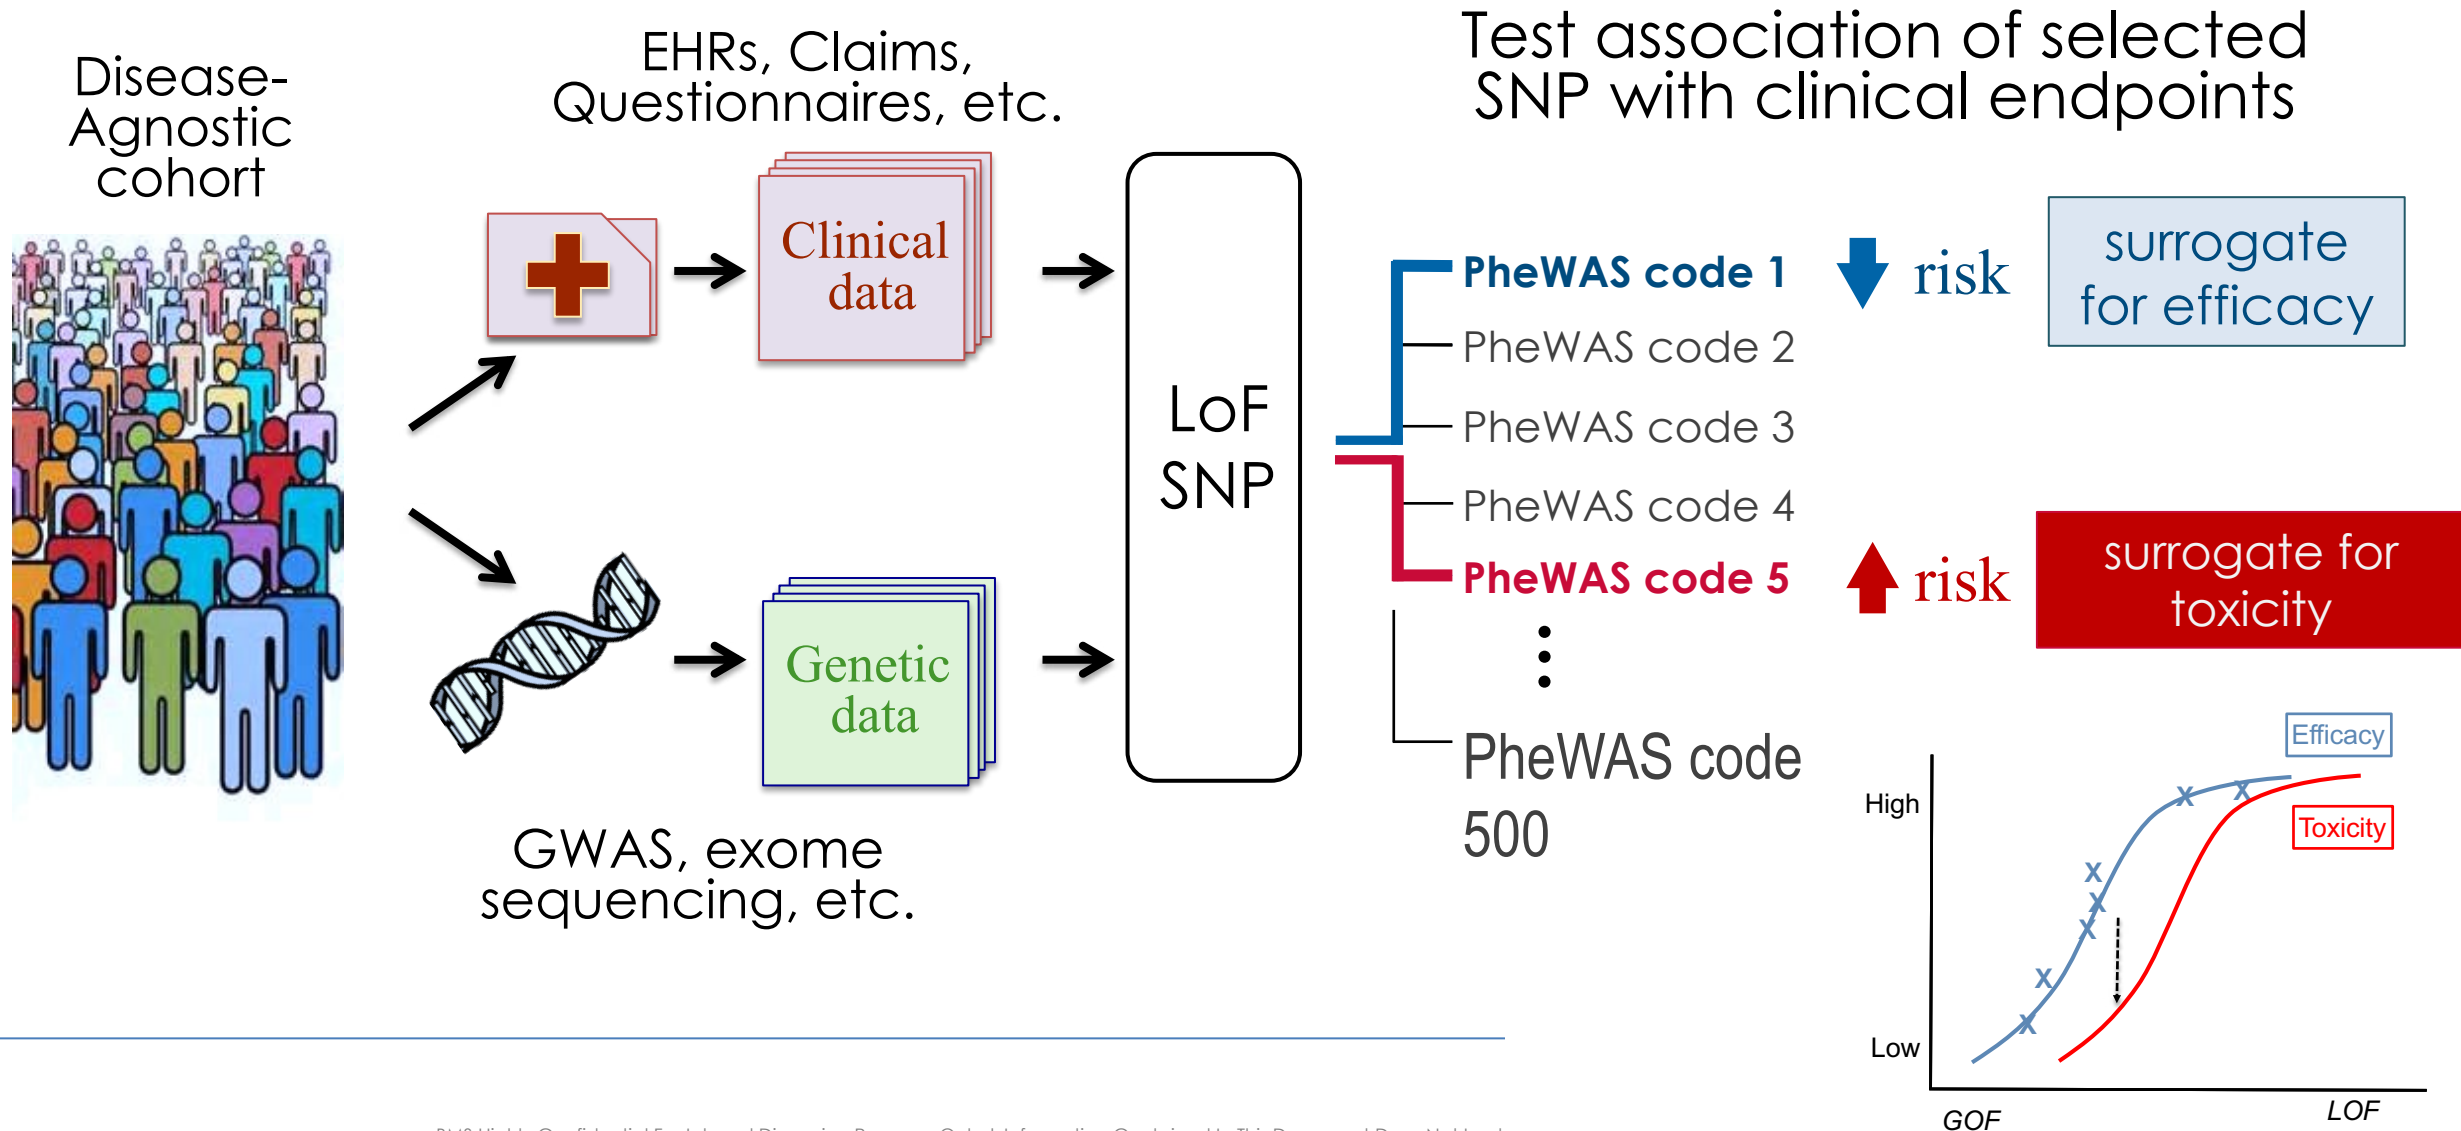 Disease-
Agnostic
cohort
EHRs, Claims,
Questionnaires, etc.
Test association of selected
SNP with clinical endpoints
Clinical
data
Genetic
data
GWAS, exome
sequencing, etc.
LoF
SNP
PheWAS code 1
risk
surrogate
for efficacy
PheWAS code 2
PheWAS code 3
PheWAS code 4
PheWAS code 5
risk
surrogate for
toxicity
PheWAS code
500
Efficacy
High
Toxicity
x x
x
x
x
x
x
Low
GOF
LOF